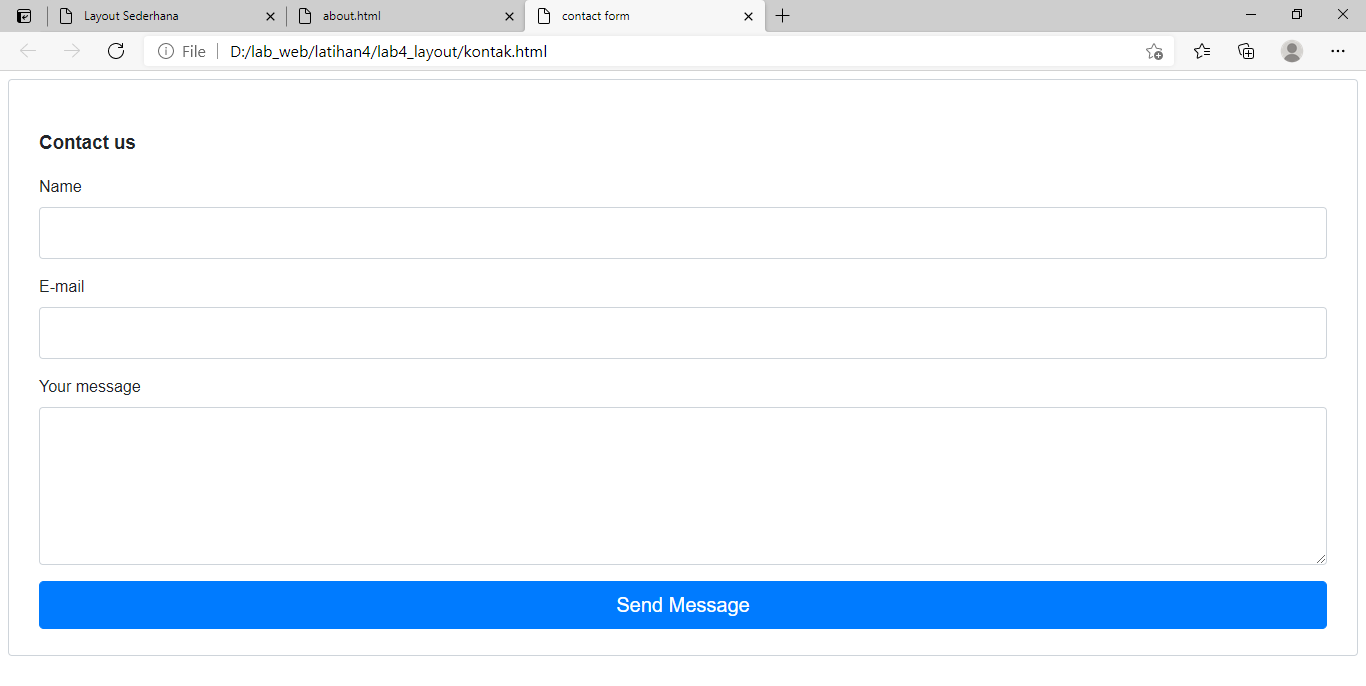 Layout Sederhana
about.html
contact form
File
D:/lab_web/latihan4/lab4_layout/kontak.html
Contact us
Name
E-mail
Your message
Send Message